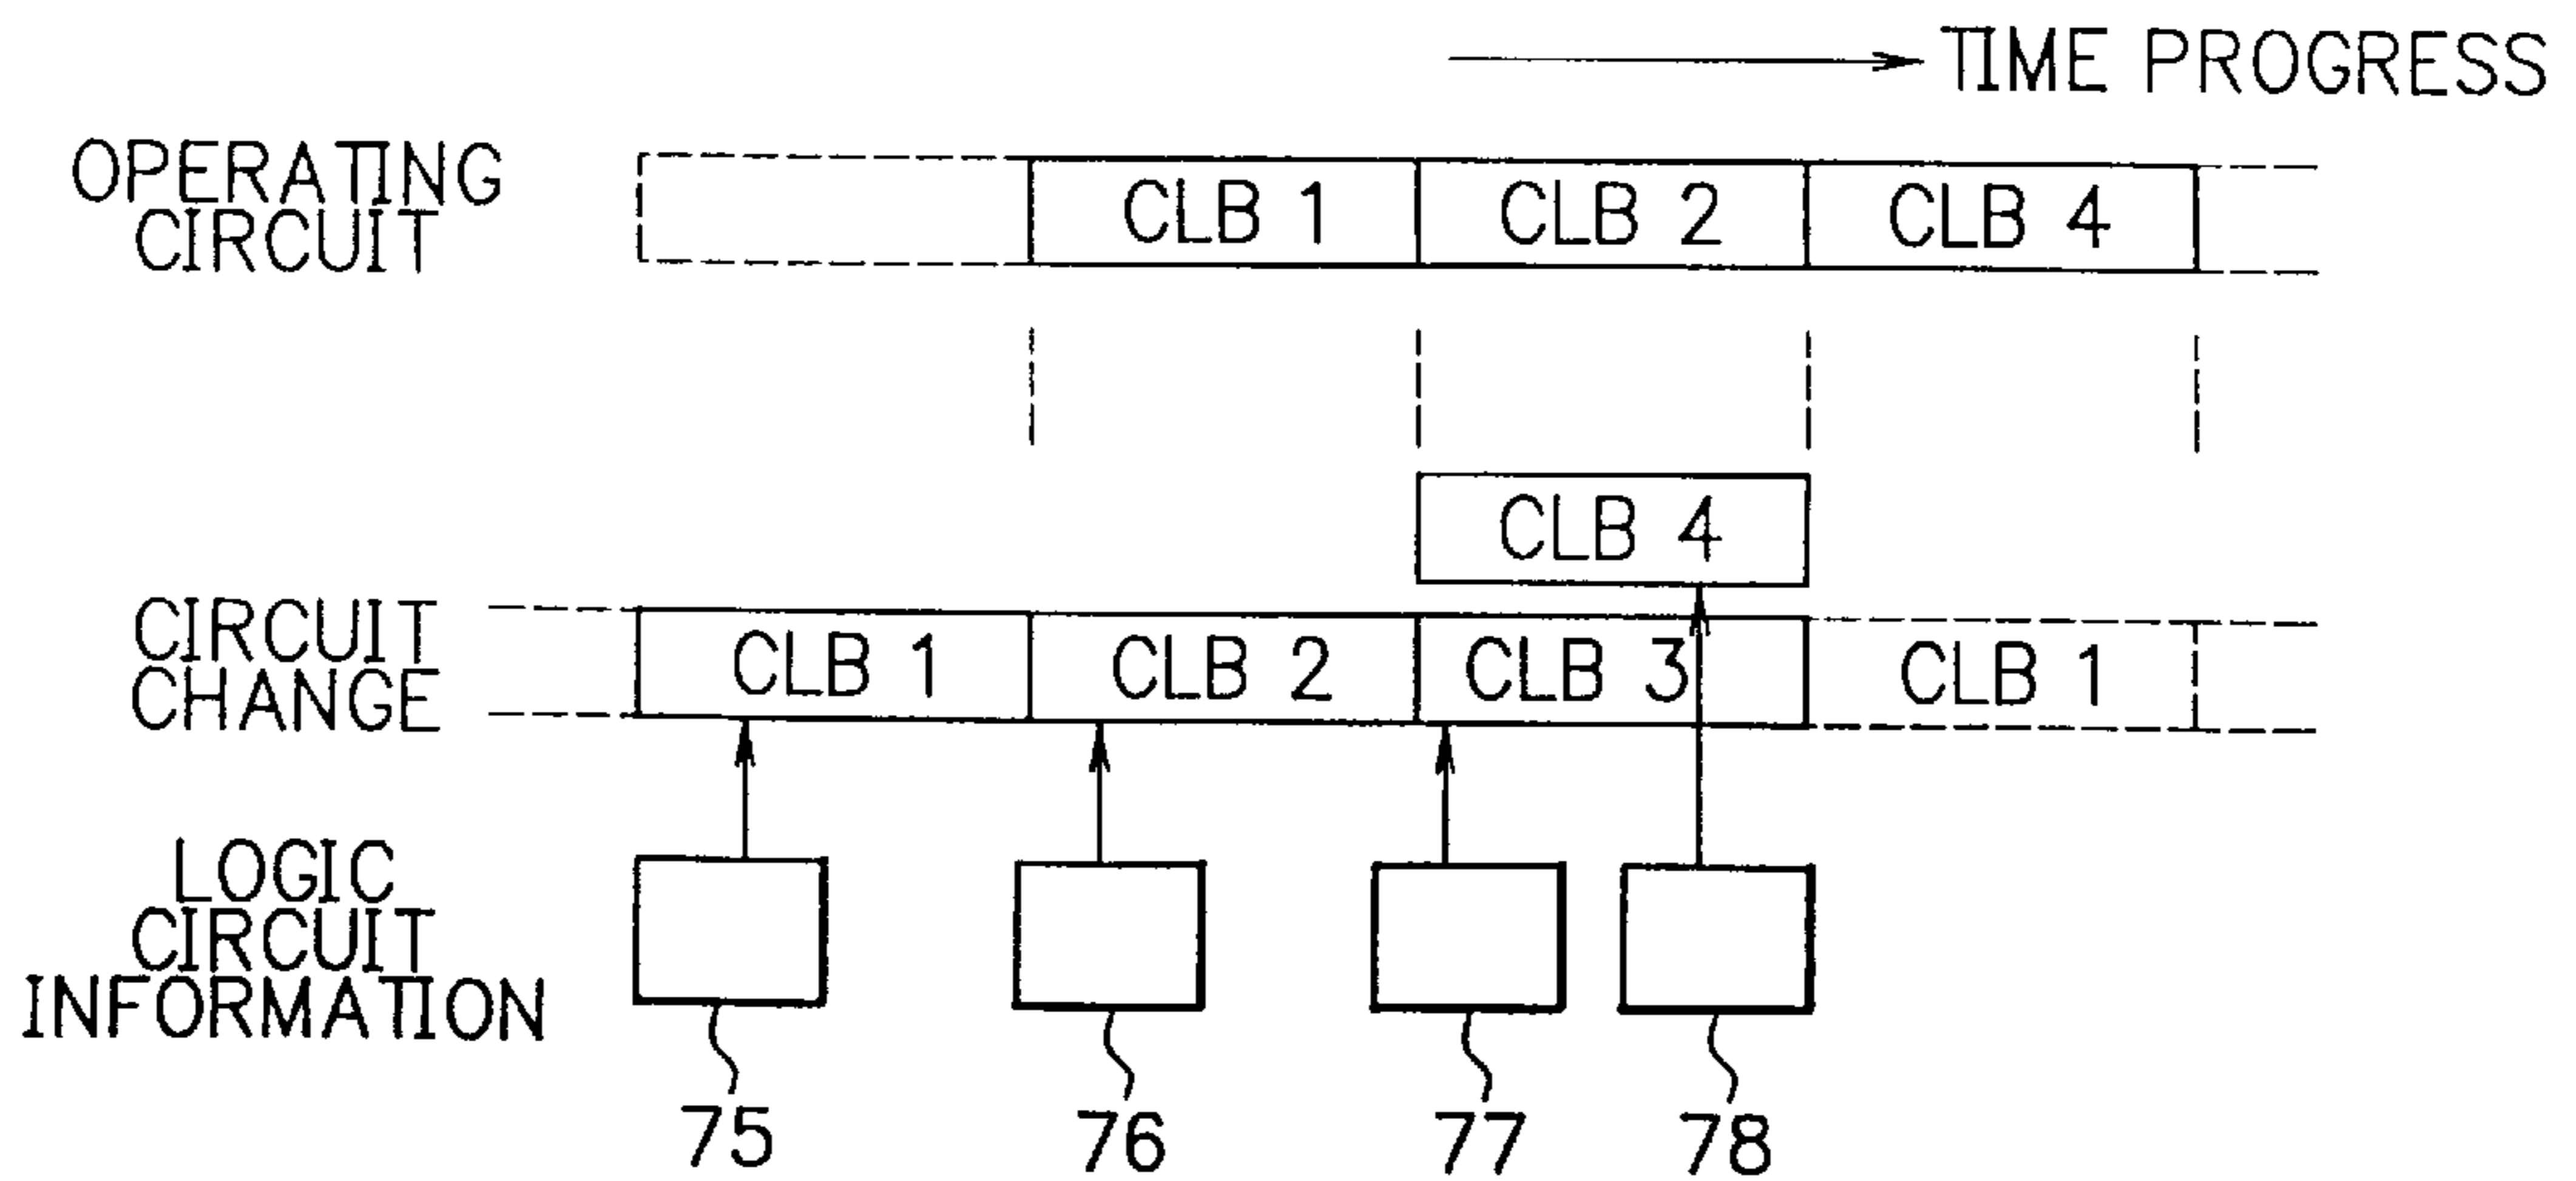 TIME PROGRESS
OPERATING
CIRCUIT
CLB 1
CLB 2
CLB 4
CLB 4
CIRCUIT
CHANGE
CLB 1
CLB 2
CLB 3
CLB 1
LOGIC
CIRCUIT
INFORMATION
75
76
77
78